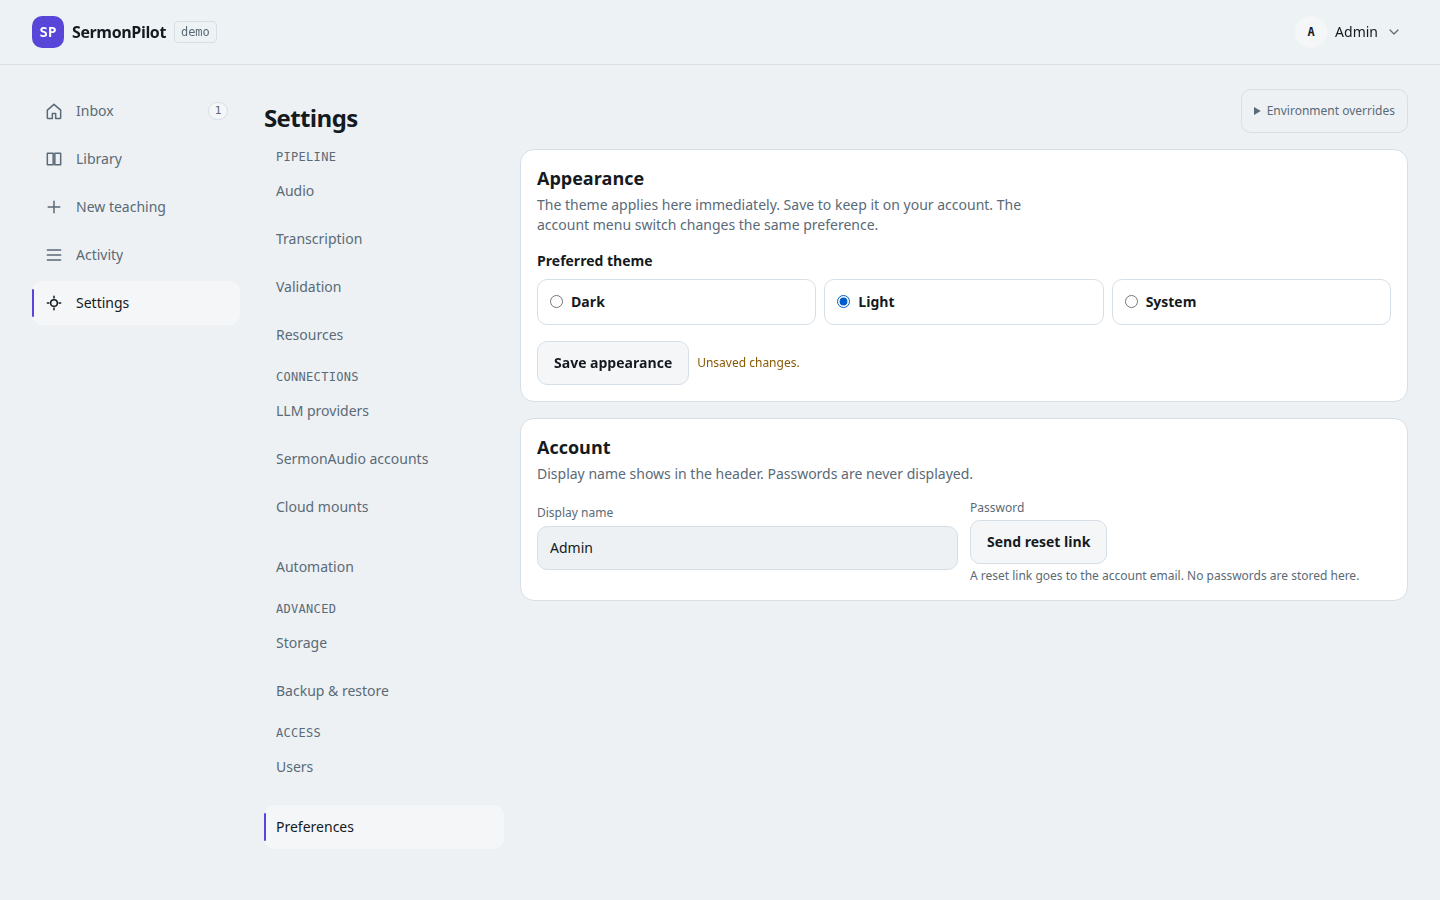 SP SermonPilot demo
A Admin
Inbox 1
Library
New teaching
Activity
Settings
Settings
Environment overrides
PIPELINE
Audio
Transcription
Validation
Resources
CONNECTIONS
LLM providers
SermonAudio accounts
Cloud mounts
Automation
ADVANCED
Storage
Backup & restore
ACCESS
Users
Preferences
Appearance
The theme applies here immediately. Save to keep it on your account. The
account menu switch changes the same preference.
Preferred theme
Dark
Light
System
Save appearance
Unsaved changes.
Account
Display name shows in the header. Passwords are never displayed.
Display name
Admin
Password
Send reset link
A reset link goes to the account email. No passwords are stored here.